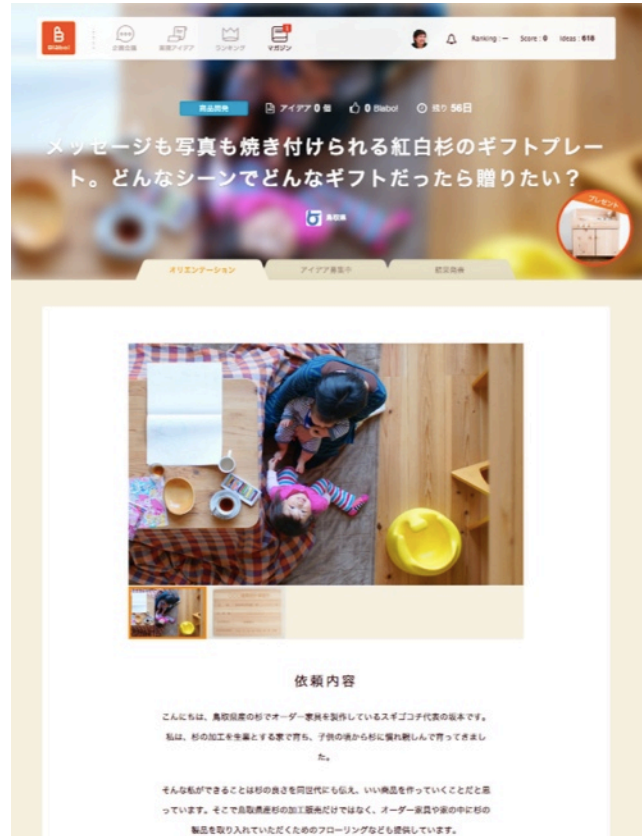 B
Blabo!
企画会議
ランキング
マガジン
1
Ranking : ー
Score : 0
Ideas : 618
商品開発
アイデア 0 個
0 Blabo!
残り 56日
メッセージも写真も焼き付けられる紅白杉のギフトプレー
ト。どんなシーンでどんなギフトだったら贈りたい？
鳥取県
プレゼント
オリエンテーション
アイデア募集中
結果発表
依頼内容
こんにちは、鳥取県産の杉でオーダー家具を製作しているスギゴコチ代表の坂本です。
私は、杉の加工を生業とする家で育ち、子供の頃から杉に慣れ親しんで育ってきまし
た。
そんな私ができることは杉の良さを同世代にも伝え、いい商品を作っていくことだと思
っています。そこで鳥取県産杉の加工販売だけではなく、オーダー家具や家の中に杉の
製品を取り入れていただくためのフローリングなども提供しています。